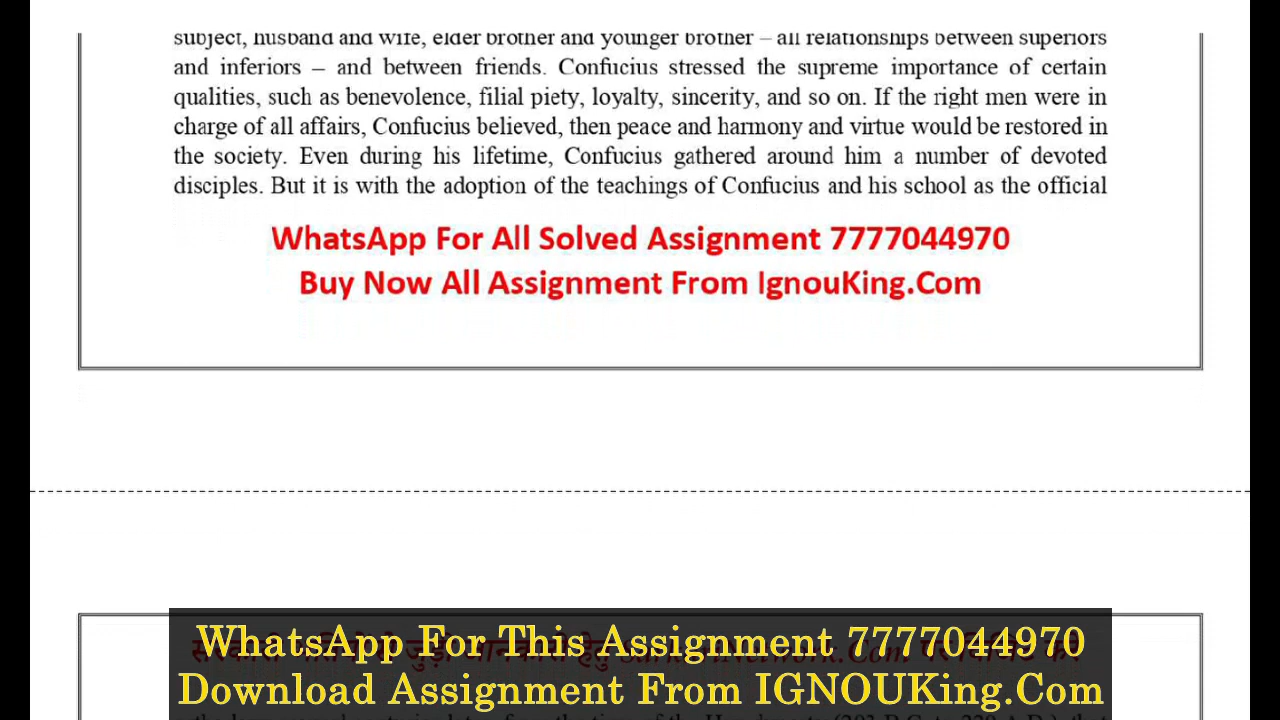 subject, husband and wife, elder brother and younger brother – all relationships between superiors
and inferiors – and between friends. Confucius stressed the supreme importance of certain
qualities, such as benevolence, filial piety, loyalty, sincerity, and so on. If the right men were in
charge of all affairs, Confucius believed, then peace and harmony and virtue would be restored in
the society. Even during his lifetime, Confucius gathered around him a number of devoted
disciples. But it is with the adoption of the teachings of Confucius and his school as the official
WhatsApp For All Solved Assignment 7777044970
Buy Now All Assignment From IgnouKing.Com
WhatsApp For This Assignment 7777044970
Download Assignment From IGNOUKing.Com